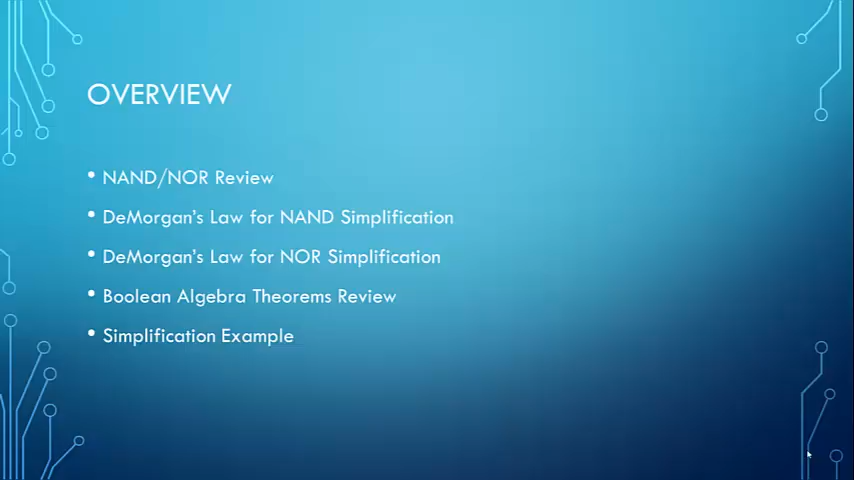 OVERVIEW
• NAND/NOR Review
• DeMorgan's Law for NAND Simplification
• DeMorgan's Law for NOR Simplification
• Boolean Algebra Theorems Review
• Simplification Example